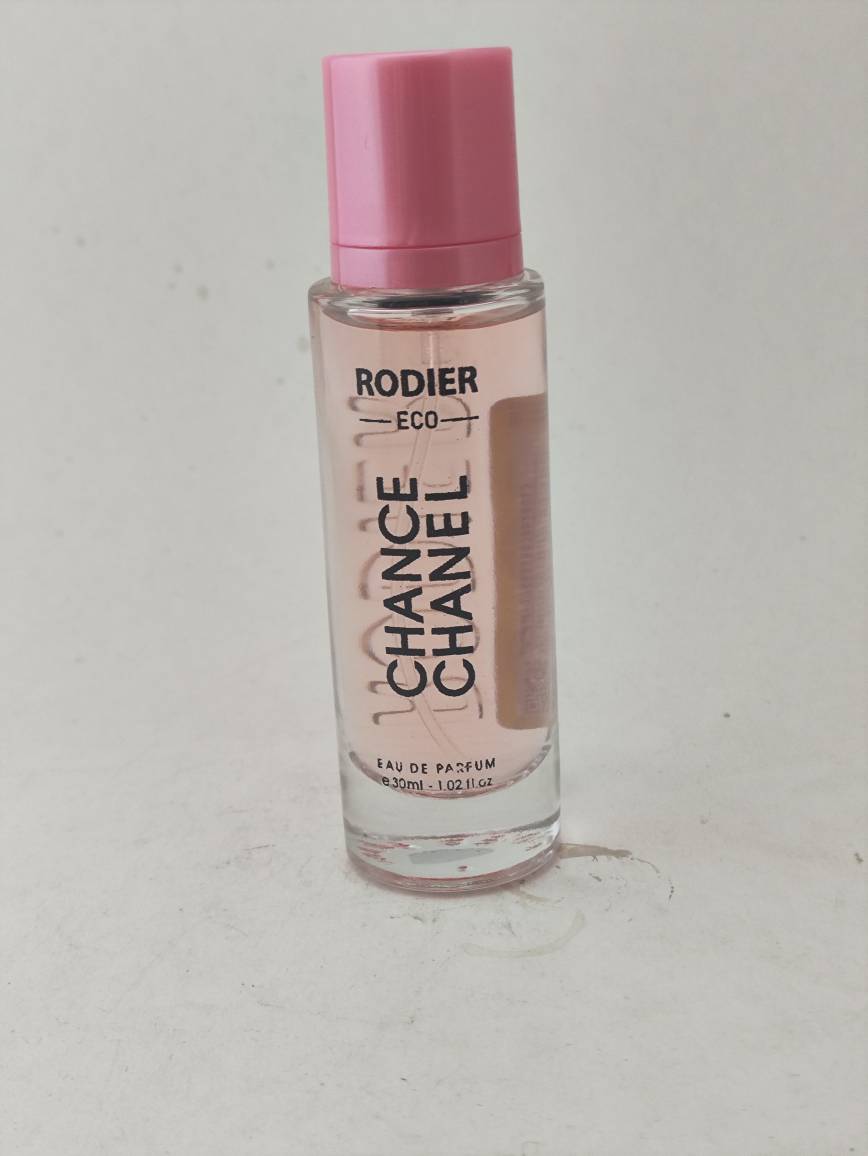 RODIER
ECO
CHANCE
CHANEL
EAU DE PARFUM
e 30ml - 1.02 fl.oz